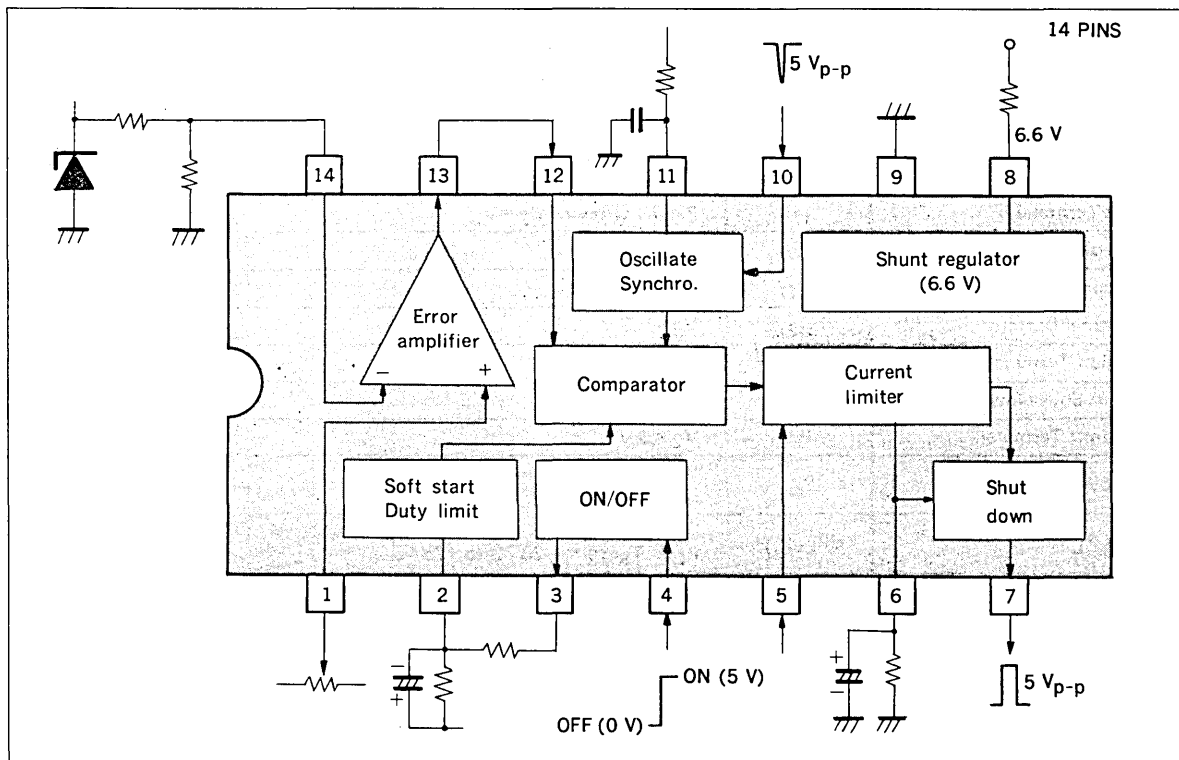 14 PINS
5 Vp-p
6.6 V
14
13
12
11
10
9
8
Oscillate
Synchro.
Shunt regulator
(6.6 V)
Error
amplifier
−
+
Comparator
Current
limiter
Soft start
Duty limit
ON/OFF
Shut
down
1
2
3
4
5
6
7
−
+
ON (5 V)
OFF (0 V)
+
−
5 Vp-p